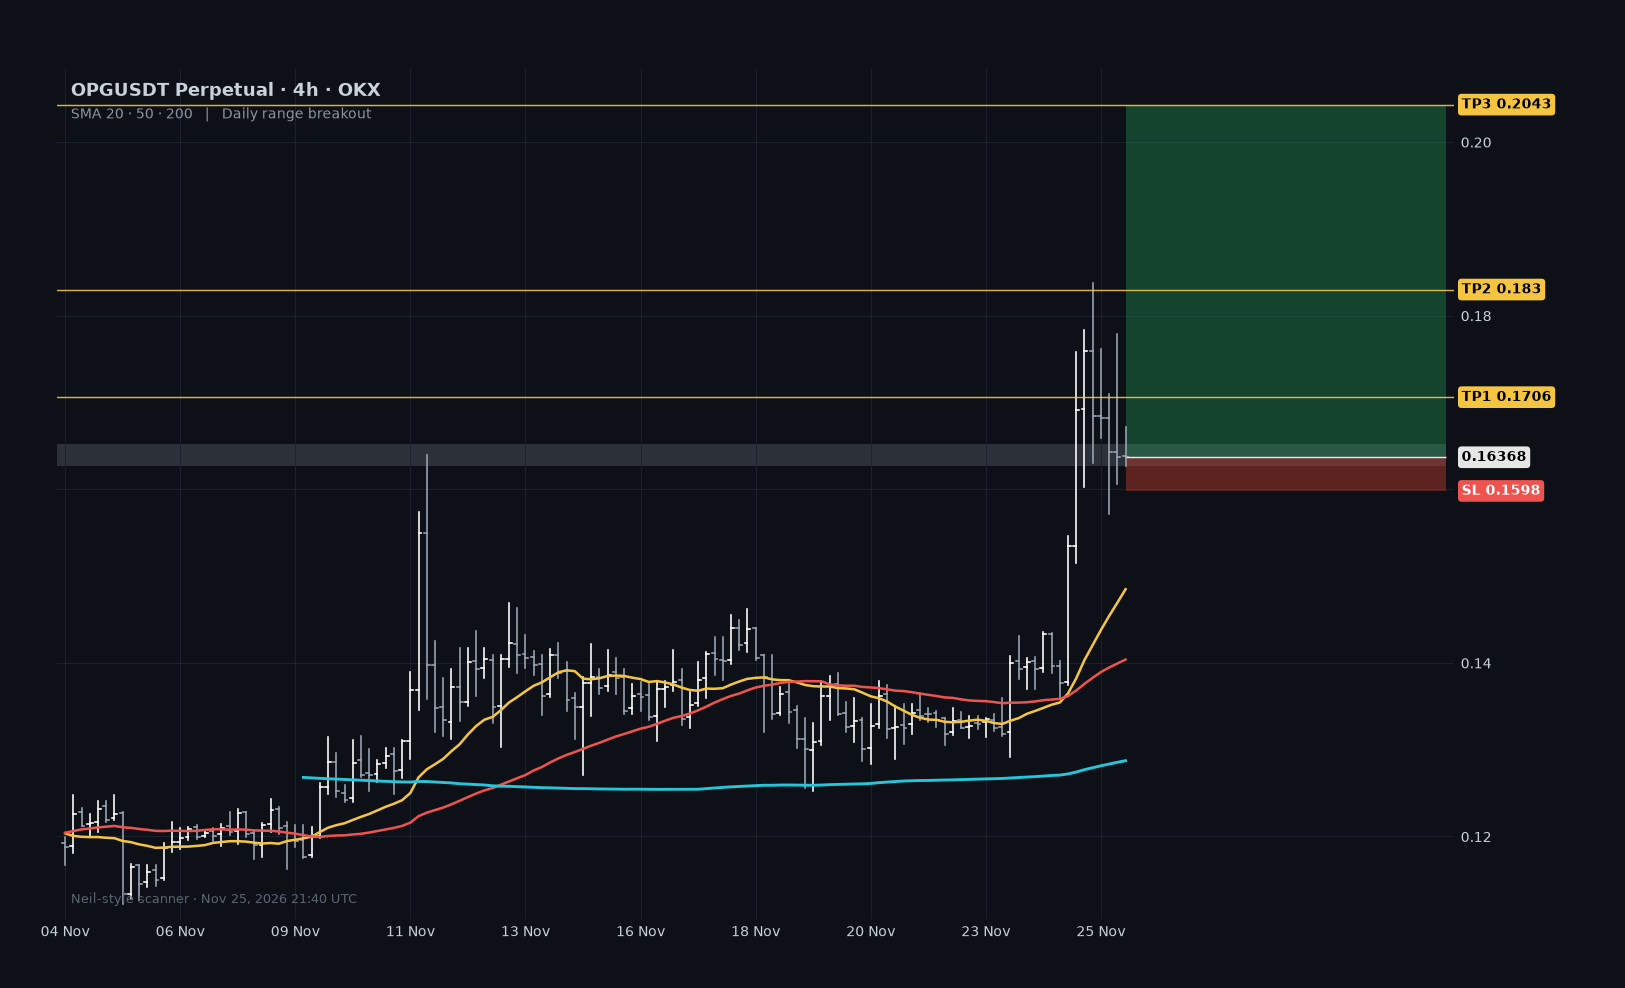 OPGUSDT Perpetual · 4h · OKX
SMA 20 · 50 · 200 | Daily range breakout
TP3 0.2043
0.20
TP2 0.183
0.18
TP1 0.1706
0.16368
SL 0.1598
0.14
0.12
Neil-style scanner · Nov 25, 2026 21:40 UTC
04 Nov 06 Nov 09 Nov 11 Nov 13 Nov 16 Nov 18 Nov 20 Nov 23 Nov 25 Nov